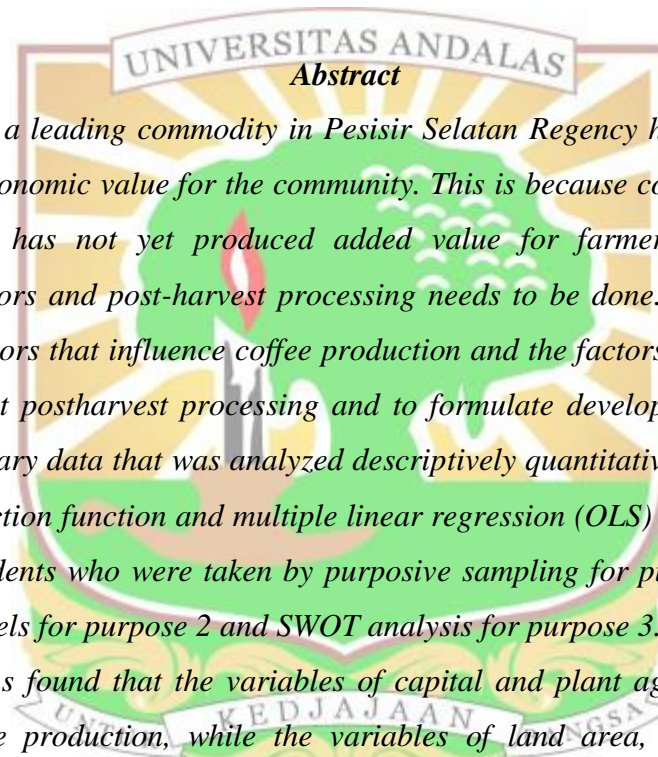 UNIVERSITAS ANDALAS
Abstract
a leading commodity in Pesisir Selatan Regency h
onomic value for the community. This is because co
has not yet produced added value for farmer
ors and post-harvest processing needs to be done.
ors that influence coffee production and the factors
t postharvest processing and to formulate develop
ary data that was analyzed descriptively quantitativ
ction function and multiple linear regression (OLS)
dents who were taken by purposive sampling for p
els for purpose 2 and SWOT analysis for purpose 3.
s found that the variables of capital and plant ag
e production, while the variables of land area,
UNTUK KEDJAJAAN BANGSA